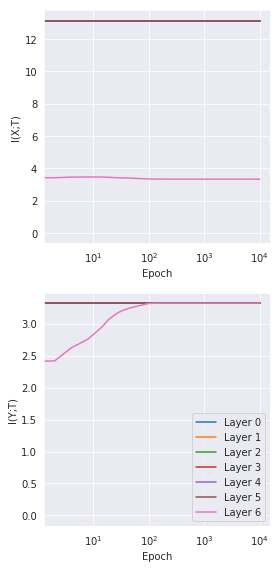 12
10
8
6
4
2
0
I(X;T)
10¹
10²
10³
10⁴
Epoch
3.0
2.5
2.0
1.5
1.0
0.5
0.0
I(Y;T)
Layer 0
Layer 1
Layer 2
Layer 3
Layer 4
Layer 5
Layer 6
10¹
10²
10³
10⁴
Epoch